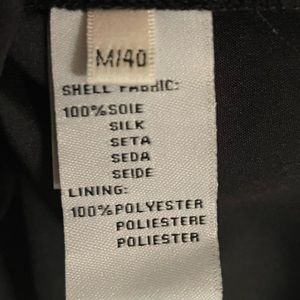 M/40
SHELL FABRIC:
100%SOIE
SILK
SETA
SEDA
SEIDE
LINING:
100%POLYESTER
POLIESTERE
POLIESTER